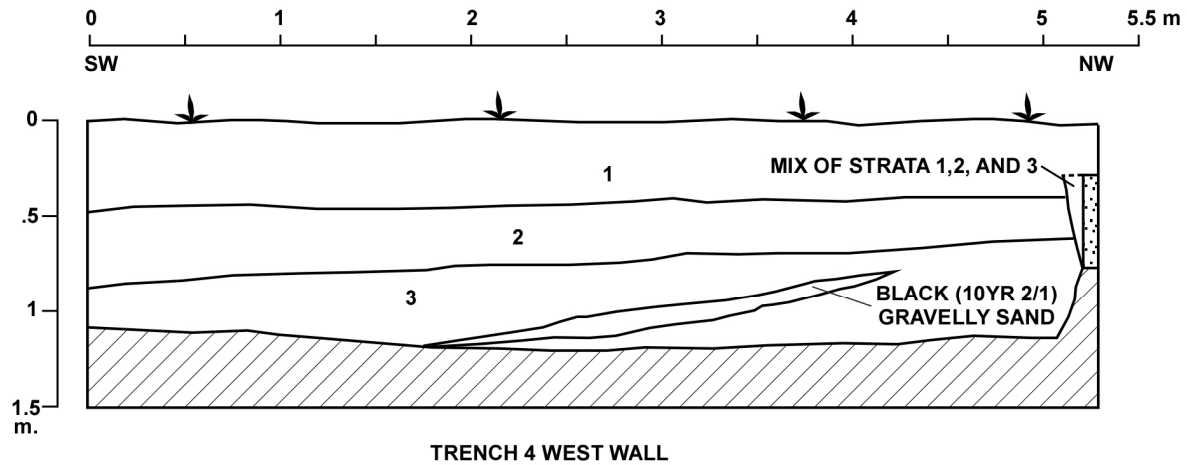 0 1 2 3 4 5 5.5 m
SW NW
0
MIX OF STRATA 1,2, AND 3
1
.5
2
3
BLACK (10YR 2/1)
GRAVELLY SAND
1
1.5
m.
TRENCH 4 WEST WALL